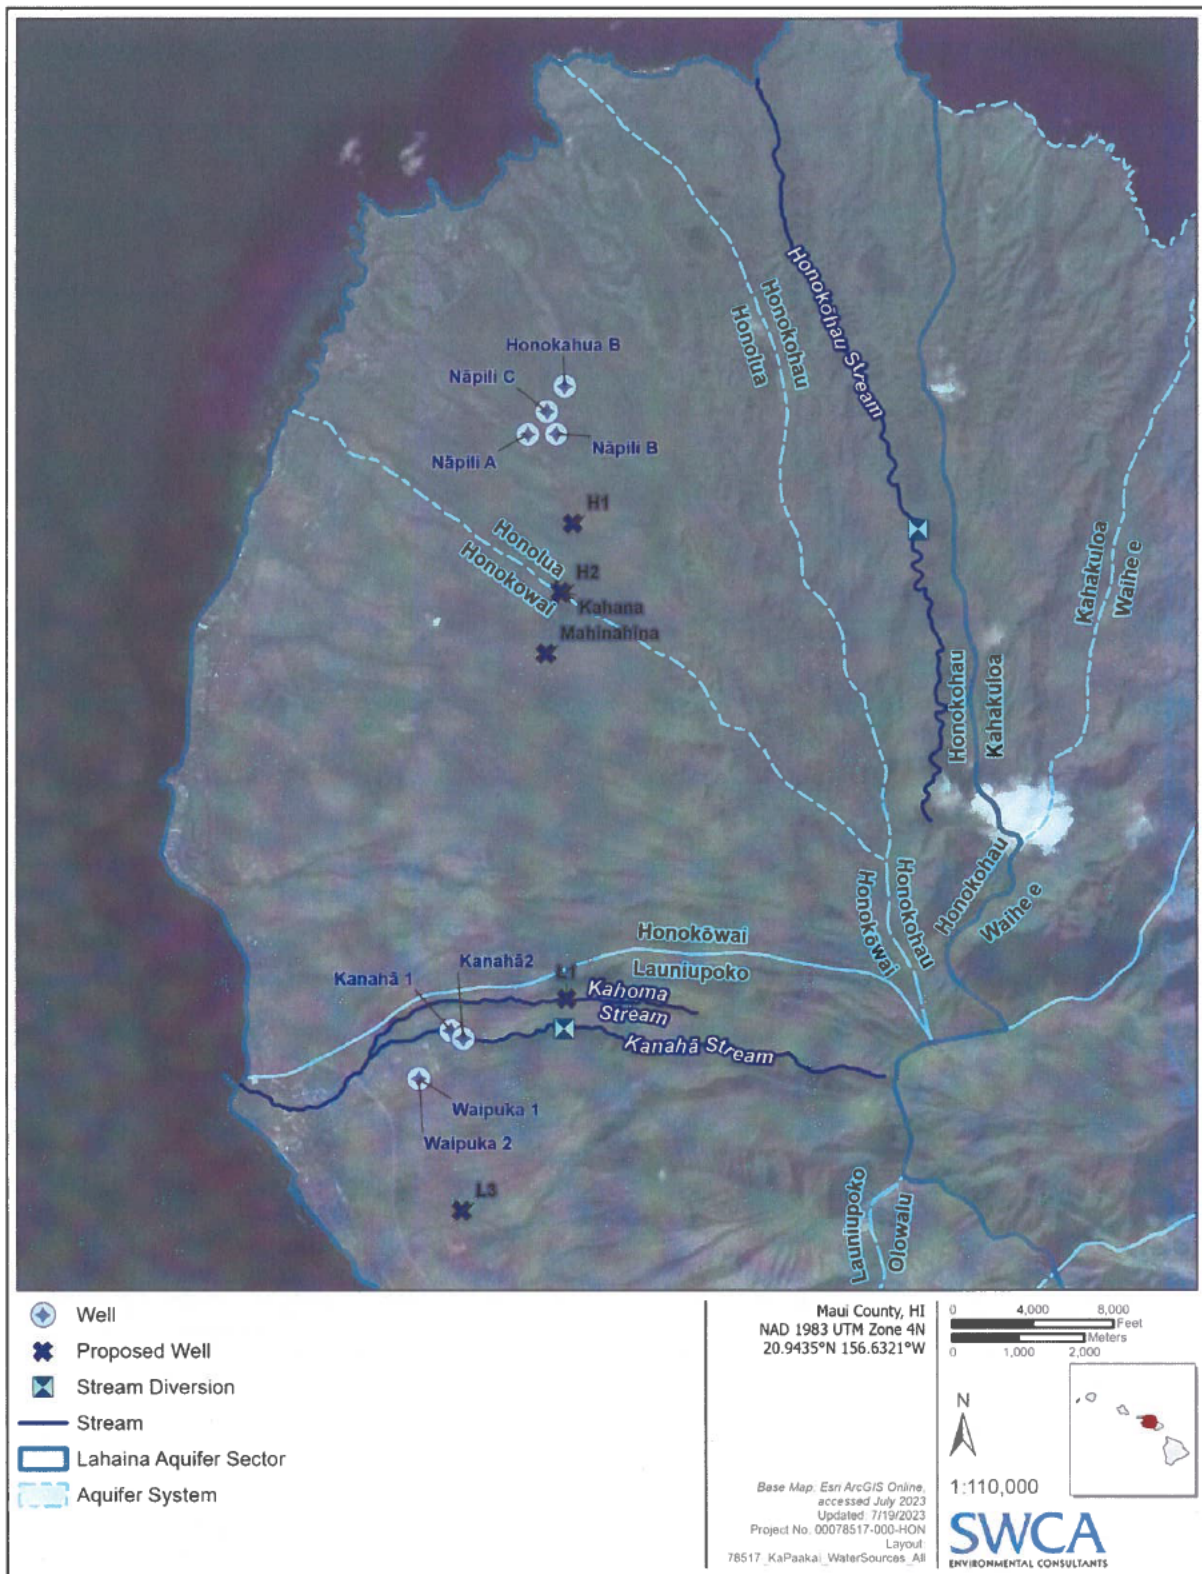 Honokōhau Stream
Honokohau
Honolua
Honokahua B
Nāpili C
Nāpili A
Nāpili B
H1
Honolua
Honokowai
H2
Kahana
Mahinahina
Kahakuloa
Waihe e
Honokohau
Kahakuloa
Honokohau
Waihe e
Honokohau
Honokōwai
Honokōwai
Launiupoko
Kanahā 1
Kanahā2
L1
Kahoma
Stream
Kanahā Stream
Waipuka 1
Waipuka 2
L3
Launiupoko
Olowalu
Well
Proposed Well
Stream Diversion
Stream
Lahaina Aquifer Sector
Aquifer System
Maui County, HI
NAD 1983 UTM Zone 4N
20.9435°N 156.6321°W
Base Map: Esri ArcGIS Online,
accessed July 2023
Updated: 7/19/2023
Project No. 00078517-000-HON
Layout:
78517_KaPaakai_WaterSources_All
0 4,000 8,000
Feet
Meters
0 1,000 2,000
N
1:110,000
SWCA
ENVIRONMENTAL CONSULTANTS